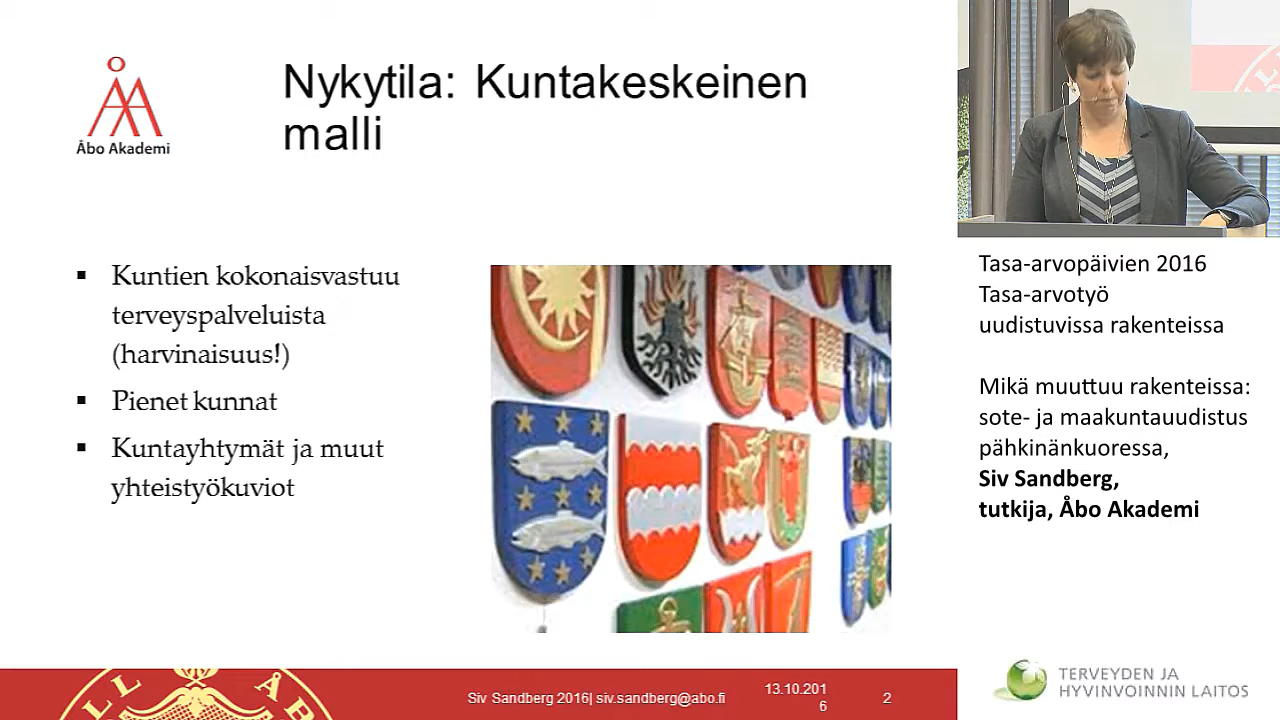 Åbo Akademi
Nykytila: Kuntakeskeinen
malli
▪ Kuntien kokonaisvastuu
terveyspalveluista
(harvinaisuus!)
▪ Pienet kunnat
▪ Kuntayhtymät ja muut
yhteistyökuviot
Siv Sandberg 2016| siv.sandberg@abo.fi
13.10.201
6
2
Tasa-arvopäivien 2016
Tasa-arvotyö
uudistuvissa rakenteissa
Mikä muuttuu rakenteissa:
sote- ja maakuntauudistus
pähkinänkuoressa,
Siv Sandberg,
tutkija, Åbo Akademi
TERVEYDEN JA
HYVINVOINNIN LAITOS